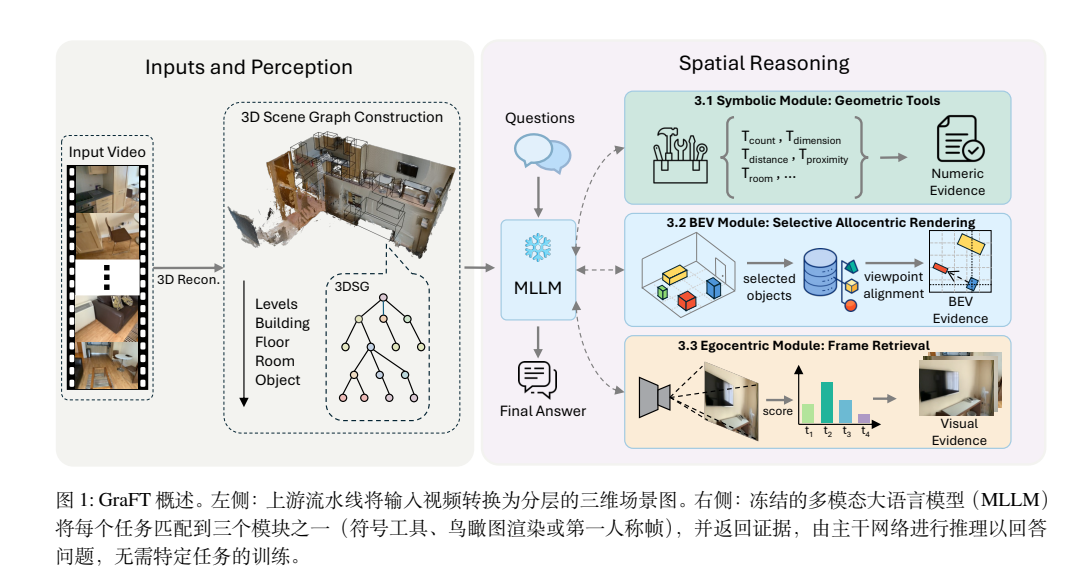 Inputs and Perception
Input Video
3D Recon.
3D Scene Graph Construction
Levels
Building
Floor
Room
Object
3DSG
Spatial Reasoning
Questions
MLLM
Final Answer
3.1 Symbolic Module: Geometric Tools
Tcount , Tdimension
Tdistance , Tproximity
Troom , ...
Numeric
Evidence
3.2 BEV Module: Selective Allocentric Rendering
selected
objects
viewpoint
alignment
BEV
Evidence
3.3 Egocentric Module: Frame Retrieval
score
t1 t2 t3 t4
Visual
Evidence
图 1: GraFT 概述。左侧：上游流水线将输入视频转换为分层的三维场景图。右侧：冻结的多模态大语言模型（MLLM）
将每个任务匹配到三个模块之一（符号工具、鸟瞰图渲染或第一人称帧），并返回证据，由主干网络进行推理以回答
问题，无需特定任务的训练。